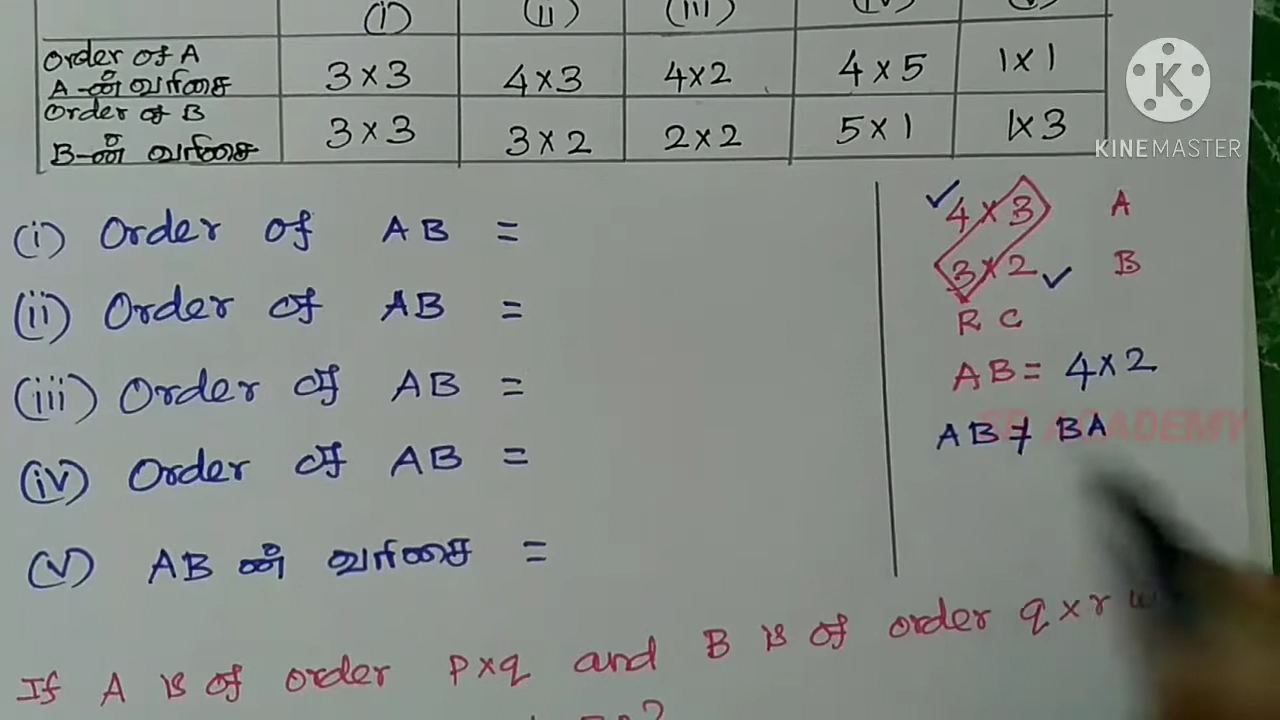 (i) (ii) (iii) (iv) (v)
Order of A
A-ன் வரிசை 3×3 4×3 4×2 4×5 1×1
Order of B
B-ன் வரிசை 3×3 3×2 2×2 5×1 1×3
K
KINEMASTER
(i) Order of AB =
(ii) Order of AB =
(iii) Order of AB =
(iv) Order of AB =
(v) AB ன் வரிசை =
4×3 A
3×2 B
R C
AB = 4×2
AB ≠ BA
ACADEMY
If A is of order p×q and B is of order q×r